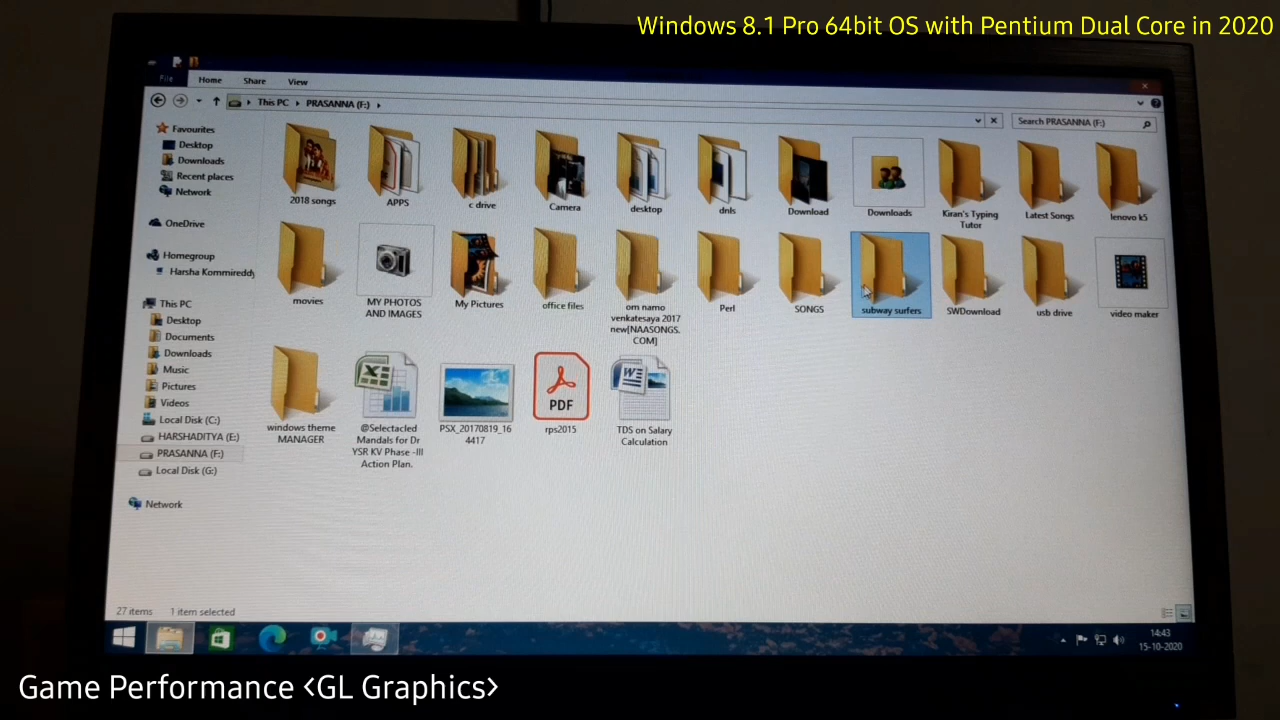 Windows 8.1 Pro 64bit OS with Pentium Dual Core in 2020
File Home Share View
This PC PRASANNA (F:)
Search PRASANNA (F:)
Favourites
Desktop
Downloads
Recent places
Network
OneDrive
Homegroup
Harsha Kommireddy
This PC
Desktop
Documents
Downloads
Music
Pictures
Videos
Local Disk (C:)
HARSHADITYA (E:)
PRASANNA (F:)
Local Disk (G:)
Network
2018 songs
APPS
c drive
Camera
desktop
dnls
Download
Downloads
Kiran's Typing
Tutor
Latest Songs
lenovo k5
movies
MY PHOTOS
AND IMAGES
My Pictures
office files
om namo
venkatesaya 2017
new[NAASONGS.
COM]
Perl
SONGS
subway surfers
SWDownload
usb drive
video maker
windows theme
MANAGER
@Selectacled
Mandals for Dr
YSR KV Phase -III
Action Plan.
PSX_20170819_16
4417
PDF
rps2015
TDS on Salary
Calculation
27 items 1 item selected
14:43
15-10-2020
Game Performance <GL Graphics>